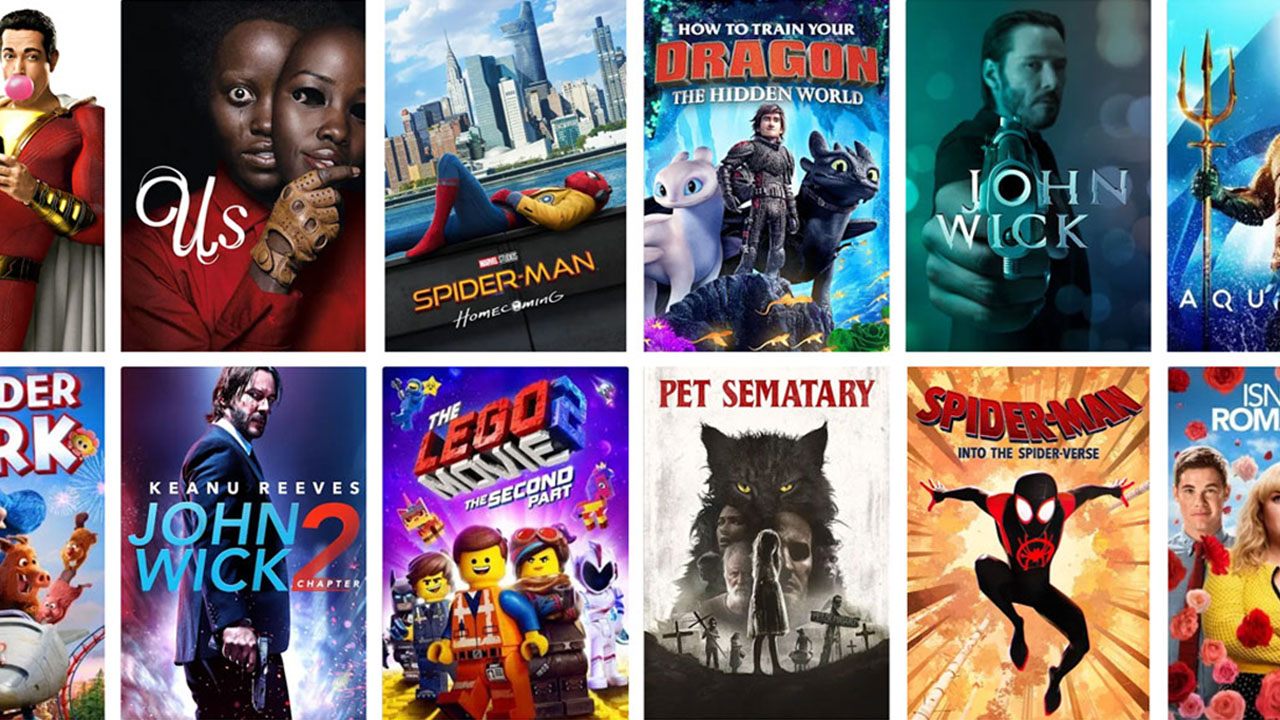 Us
MARVEL STUDIOS
SPIDER-MAN
HOMECOMING
HOW TO TRAIN YOUR
DRAGON
THE HIDDEN WORLD
JOHN
WICK
AQU
DER
RK
KEANU REEVES
JOHN
WICK 2
CHAPTER
THE
LEGO
MOVIE 2
THE SECOND
PART
PET SEMATARY
SPIDER-MAN
INTO THE SPIDER-VERSE
ISN
ROM